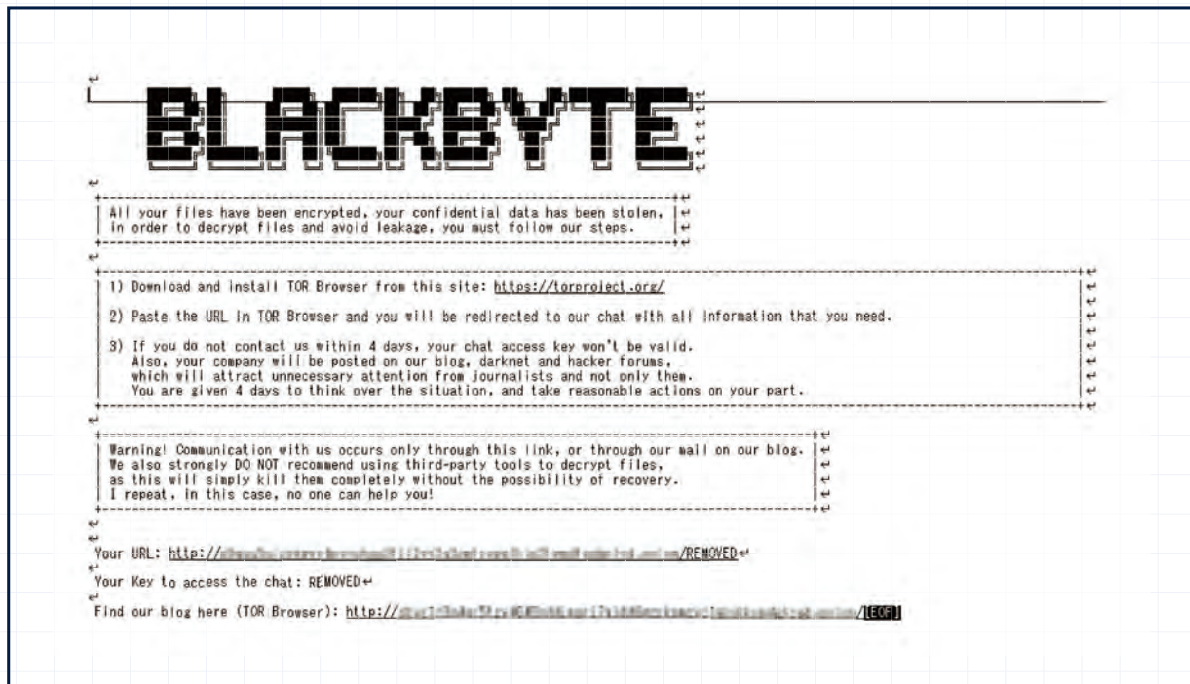 BLACKBYTE
All your files have been encrypted, your confidential data has been stolen,
in order to decrypt files and avoid leakage, you must follow our steps.
1) Download and install TOR Browser from this site: https://torproject.org/
2) Paste the URL in TOR Browser and you will be redirected to our chat with all information that you need.
3) If you do not contact us within 4 days, your chat access key won't be valid.
Also, your company will be posted on our blog, darknet and hacker forums,
which will attract unnecessary attention from journalists and not only them.
You are given 4 days to think over the situation, and take reasonable actions on your part.
Warning! Communication with us occurs only through this link, or through our mail on our blog.
We also strongly DO NOT recommend using third-party tools to decrypt files,
as this will simply kill them completely without the possibility of recovery.
I repeat, in this case, no one can help you!
Your URL: http:// /REMOVED
Your Key to access the chat: REMOVED
Find our blog here (TOR Browser): http:// /[EOF]